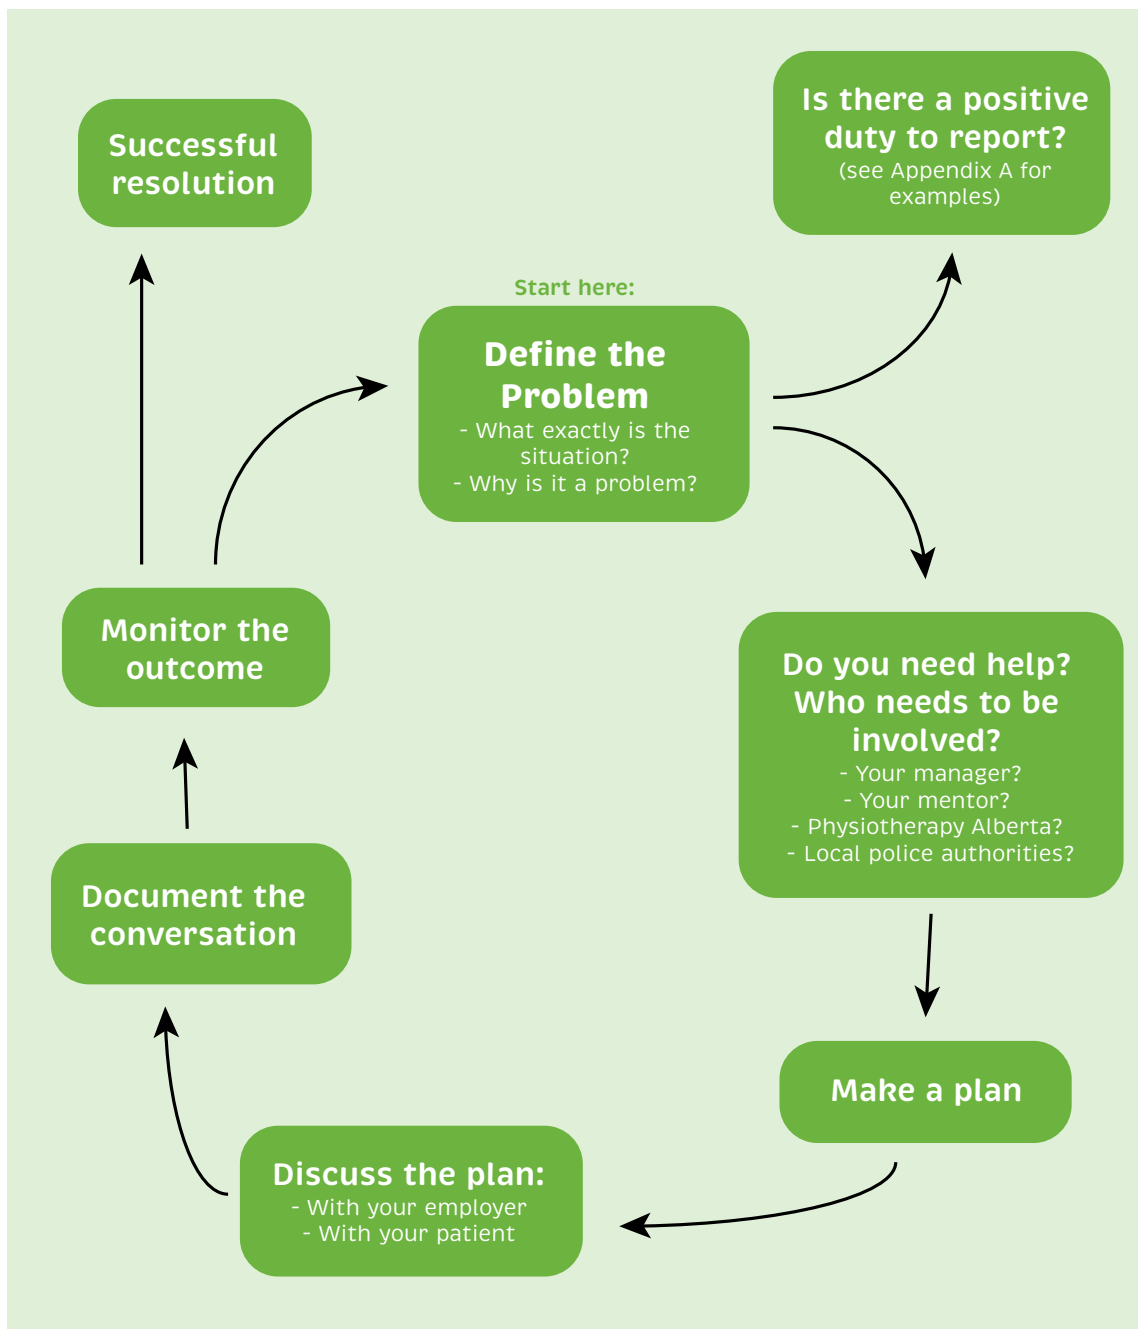 Successful
resolution
Is there a positive
duty to report?
(see Appendix A for
examples)
Start here:
Define the
Problem
- What exactly is the
situation?
- Why is it a problem?
Do you need help?
Who needs to be
involved?
- Your manager?
- Your mentor?
- Physiotherapy Alberta?
- Local police authorities?
Make a plan
Discuss the plan:
- With your employer
- With your patient
Document the
conversation
Monitor the
outcome